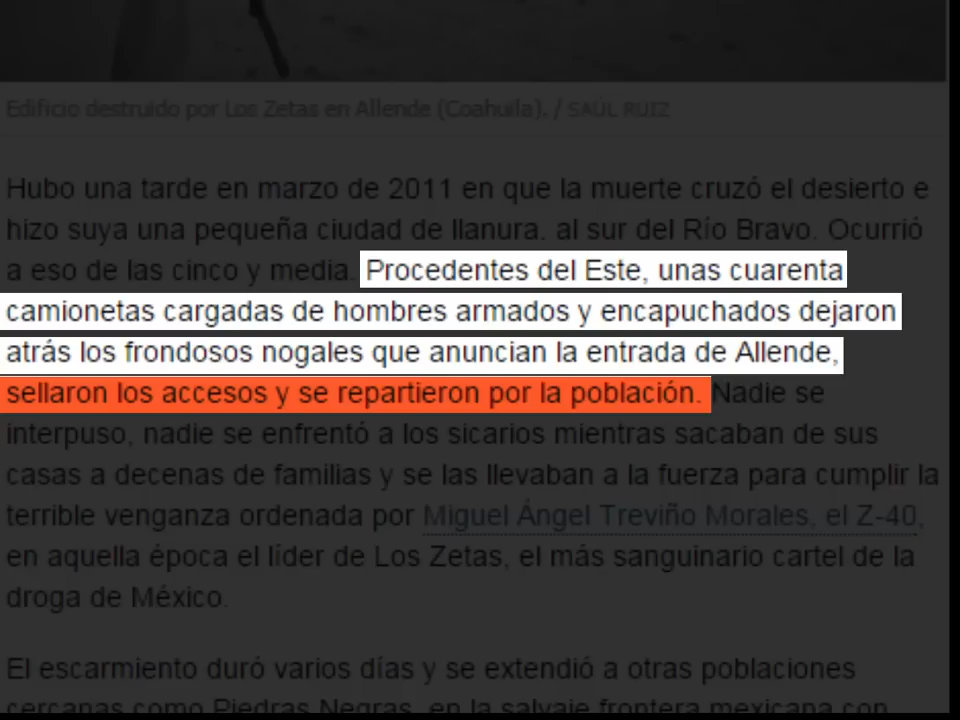 Edificio destruido por Los Zetas en Allende (Coahuila). / SAÚL RUIZ
Hubo una tarde en marzo de 2011 en que la muerte cruzó el desierto e
hizo suya una pequeña ciudad de llanura. al sur del Río Bravo. Ocurrió
a eso de las cinco y media. Procedentes del Este, unas cuarenta
camionetas cargadas de hombres armados y encapuchados dejaron
atrás los frondosos nogales que anuncian la entrada de Allende,
sellaron los accesos y se repartieron por la población. Nadie se
interpuso, nadie se enfrentó a los sicarios mientras sacaban de sus
casas a decenas de familias y se las llevaban a la fuerza para cumplir la
terrible venganza ordenada por Miguel Ángel Treviño Morales, el Z-40,
en aquella época el líder de Los Zetas, el más sanguinario cartel de la
droga de México.
El escarmiento duró varios días y se extendió a otras poblaciones
cercanas como Piedras Negras, en la salvaje frontera mexicana con